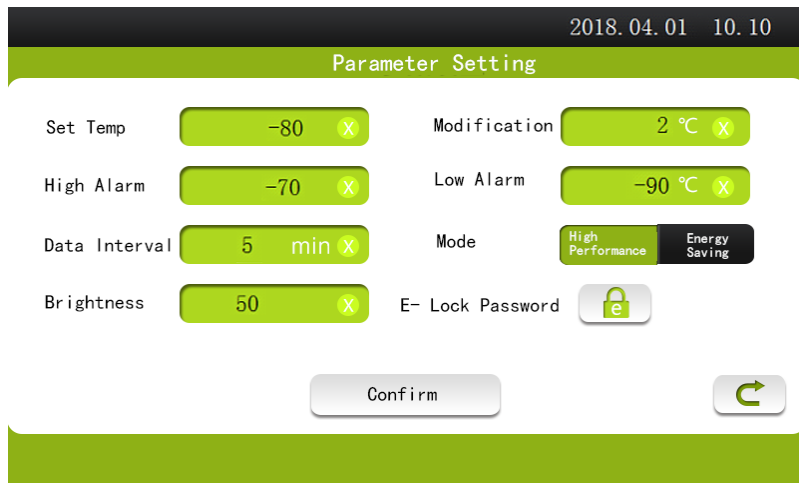 2018.04.01 10.10
Parameter Setting
Set Temp -80 X Modification 2 ℃ X
High Alarm -70 X Low Alarm -90 ℃ X
Data Interval 5 min X Mode High Performance Energy Saving
Brightness 50 X E- Lock Password e
Confirm